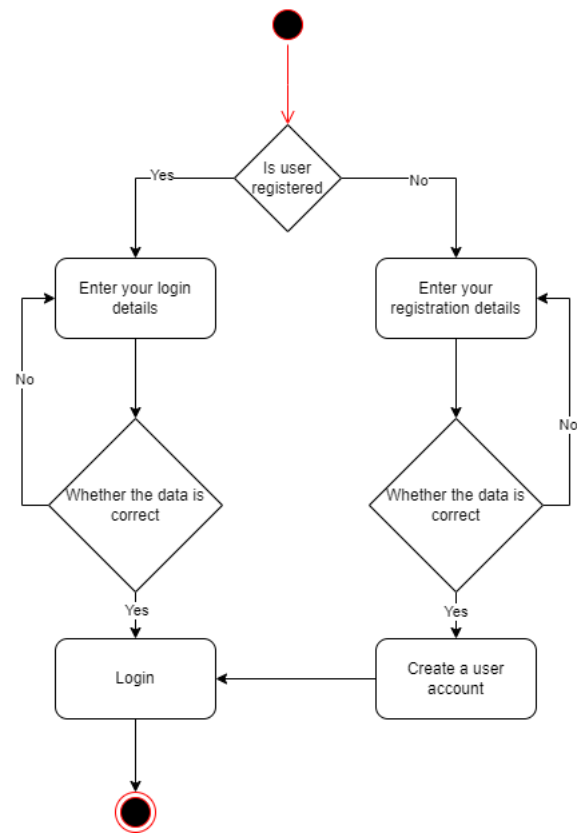 Is user
registered
Yes
No
Enter your login
details
Enter your
registration details
No
No
Whether the data is
correct
Whether the data is
correct
Yes
Yes
Login
Create a user
account